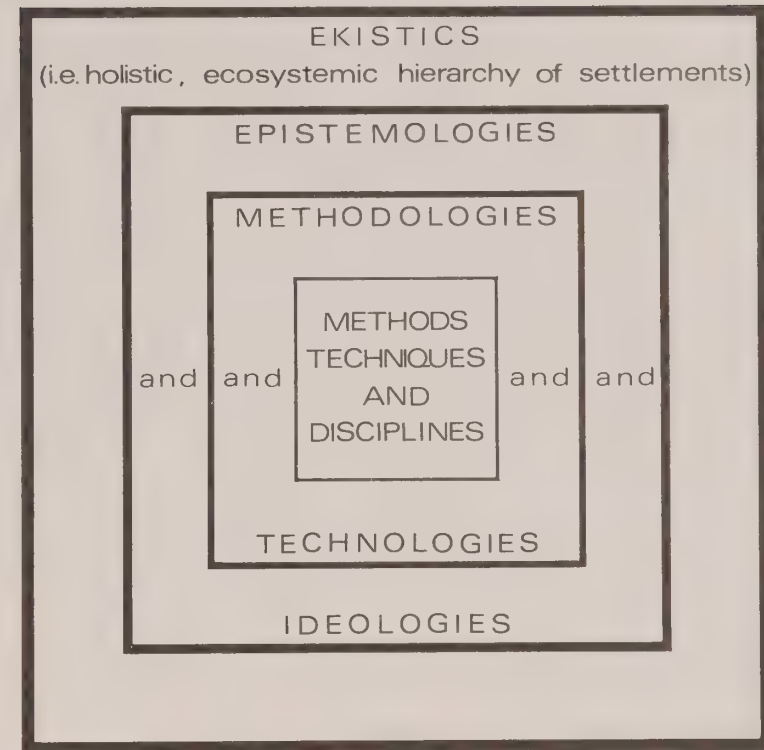 EKISTICS
(i.e. holistic, ecosystemic hierarchy of settlements)
EPISTEMOLOGIES
METHODOLOGIES
METHODS
TECHNIQUES
and and and and
AND
DISCIPLINES
TECHNOLOGIES
IDEOLOGIES